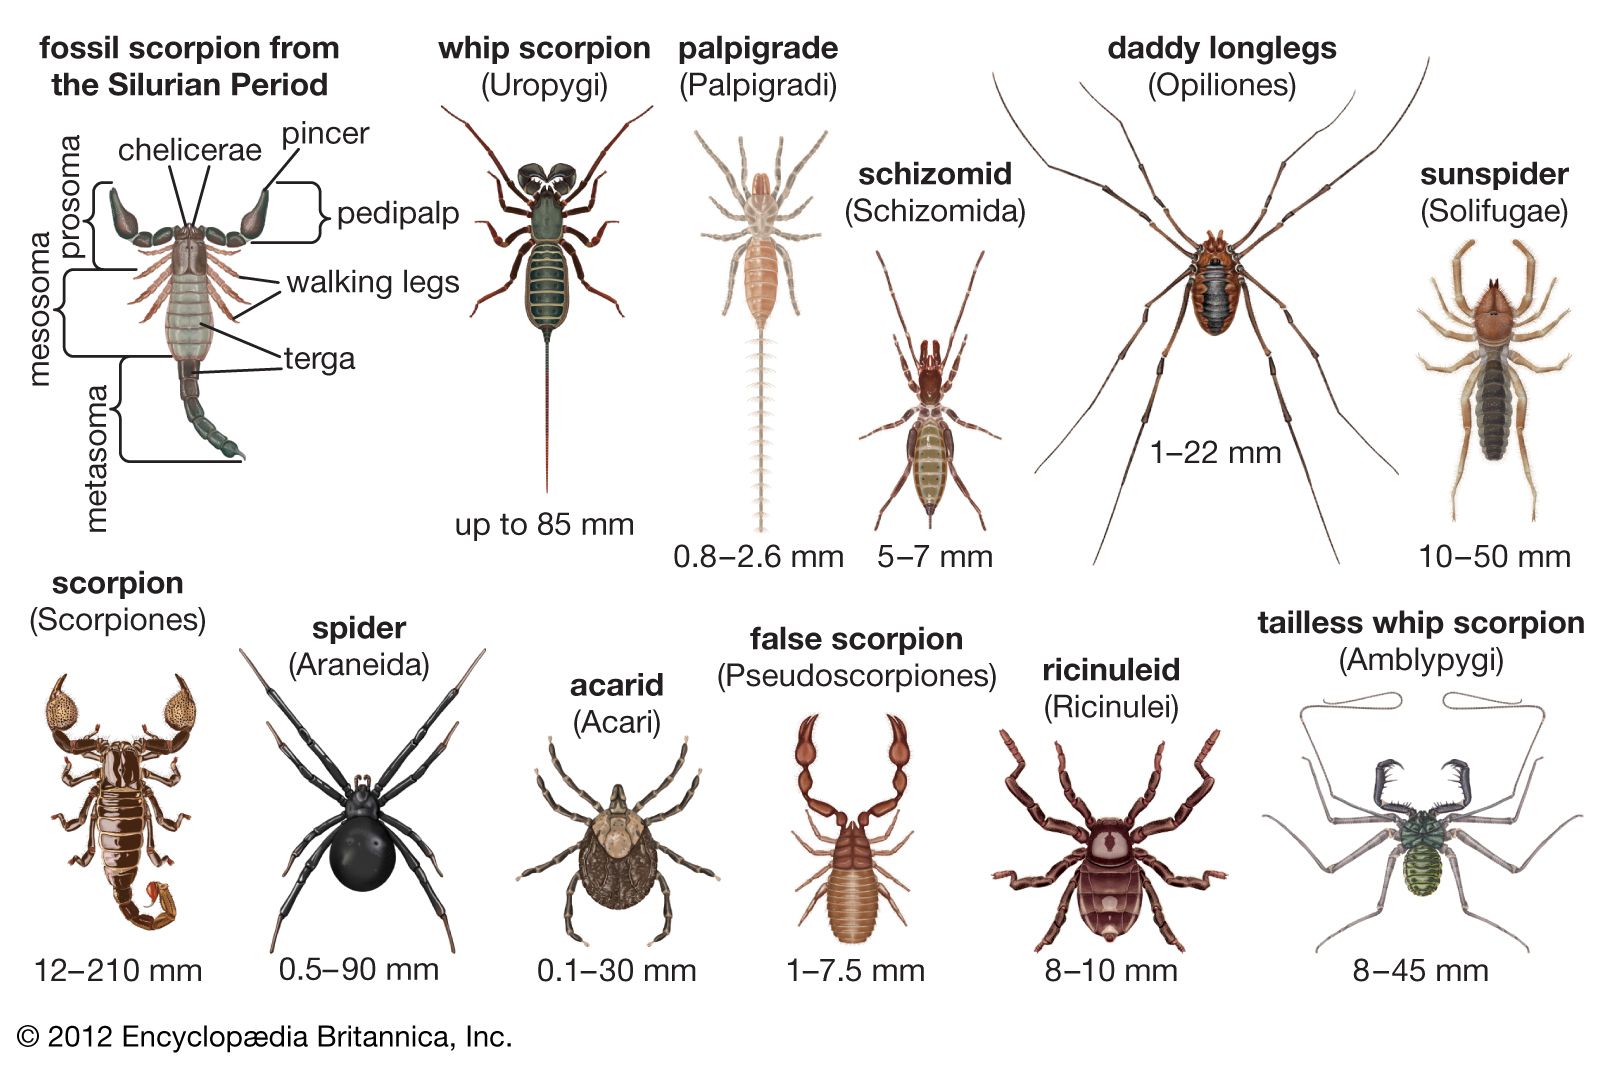 fossil scorpion from
the Silurian Period
chelicerae
pincer
pedipalp
walking legs
terga
prosoma
mesosoma
metasoma
whip scorpion
(Uropygi)
up to 85 mm
palpigrade
(Palpigradi)
0.8–2.6 mm
schizomid
(Schizomida)
5–7 mm
daddy longlegs
(Opiliones)
1–22 mm
sunspider
(Solifugae)
10–50 mm
scorpion
(Scorpiones)
12–210 mm
spider
(Araneida)
0.5–90 mm
acarid
(Acari)
0.1–30 mm
false scorpion
(Pseudoscorpiones)
1–7.5 mm
ricinuleid
(Ricinulei)
8–10 mm
tailless whip scorpion
(Amblypygi)
8–45 mm
© 2012 Encyclopædia Britannica, Inc.